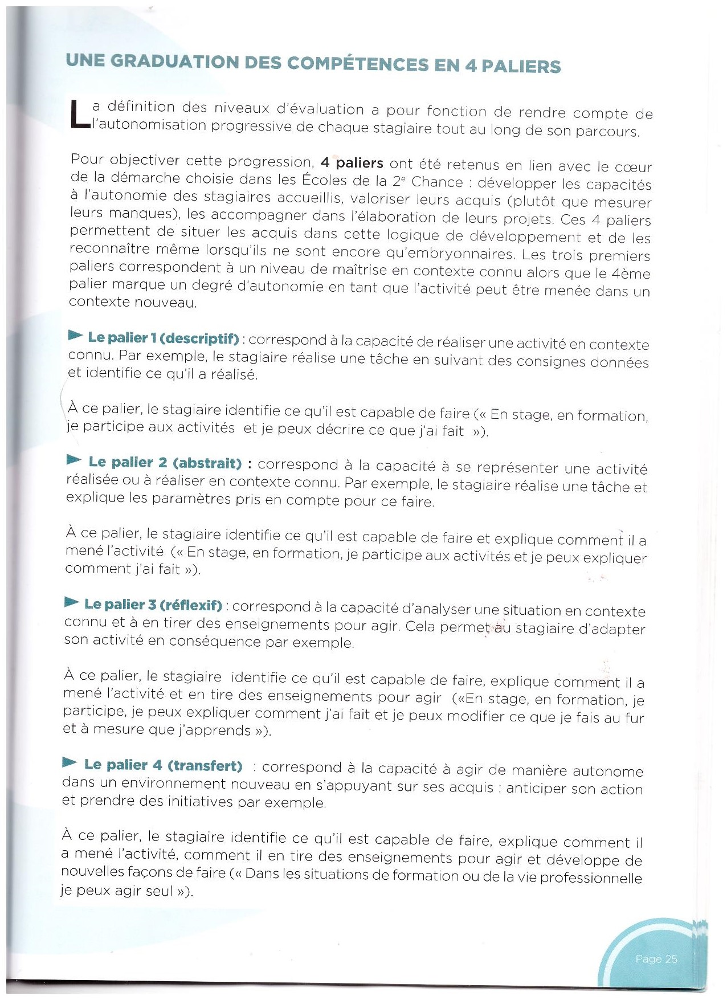 UNE GRADUATION DES COMPÉTENCES EN 4 PALIERS
La définition des niveaux d'évaluation a pour fonction de rendre compte de
l'autonomisation progressive de chaque stagiaire tout au long de son parcours.
Pour objectiver cette progression, 4 paliers ont été retenus en lien avec le cœur
de la démarche choisie dans les Écoles de la 2e Chance : développer les capacités
à l'autonomie des stagiaires accueillis, valoriser leurs acquis (plutôt que mesurer
leurs manques), les accompagner dans l'élaboration de leurs projets. Ces 4 paliers
permettent de situer les acquis dans cette logique de développement et de les
reconnaître même lorsqu'ils ne sont encore qu'embryonnaires. Les trois premiers
paliers correspondent à un niveau de maîtrise en contexte connu alors que le 4ème
palier marque un degré d'autonomie en tant que l'activité peut être menée dans un
contexte nouveau.
► Le palier 1 (descriptif) : correspond à la capacité de réaliser une activité en contexte
connu. Par exemple, le stagiaire réalise une tâche en suivant des consignes données
et identifie ce qu'il a réalisé.
À ce palier, le stagiaire identifie ce qu'il est capable de faire (« En stage, en formation,
je participe aux activités et je peux décrire ce que j'ai fait »).
► Le palier 2 (abstrait) : correspond à la capacité à se représenter une activité
réalisée ou à réaliser en contexte connu. Par exemple, le stagiaire réalise une tâche et
explique les paramètres pris en compte pour ce faire.
À ce palier, le stagiaire identifie ce qu'il est capable de faire et explique comment il a
mené l'activité (« En stage, en formation, je participe aux activités et je peux expliquer
comment j'ai fait »).
► Le palier 3 (réflexif) : correspond à la capacité d'analyser une situation en contexte
connu et à en tirer des enseignements pour agir. Cela permet au stagiaire d'adapter
son activité en conséquence par exemple.
À ce palier, le stagiaire identifie ce qu'il est capable de faire, explique comment il a
mené l'activité et en tire des enseignements pour agir («En stage, en formation, je
participe, je peux expliquer comment j'ai fait et je peux modifier ce que je fais au fur
et à mesure que j'apprends »).
► Le palier 4 (transfert) : correspond à la capacité à agir de manière autonome
dans un environnement nouveau en s'appuyant sur ses acquis : anticiper son action
et prendre des initiatives par exemple.
À ce palier, le stagiaire identifie ce qu'il est capable de faire, explique comment il
a mené l'activité, comment il en tire des enseignements pour agir et développe de
nouvelles façons de faire (« Dans les situations de formation ou de la vie professionnelle
je peux agir seul »).
Page 25